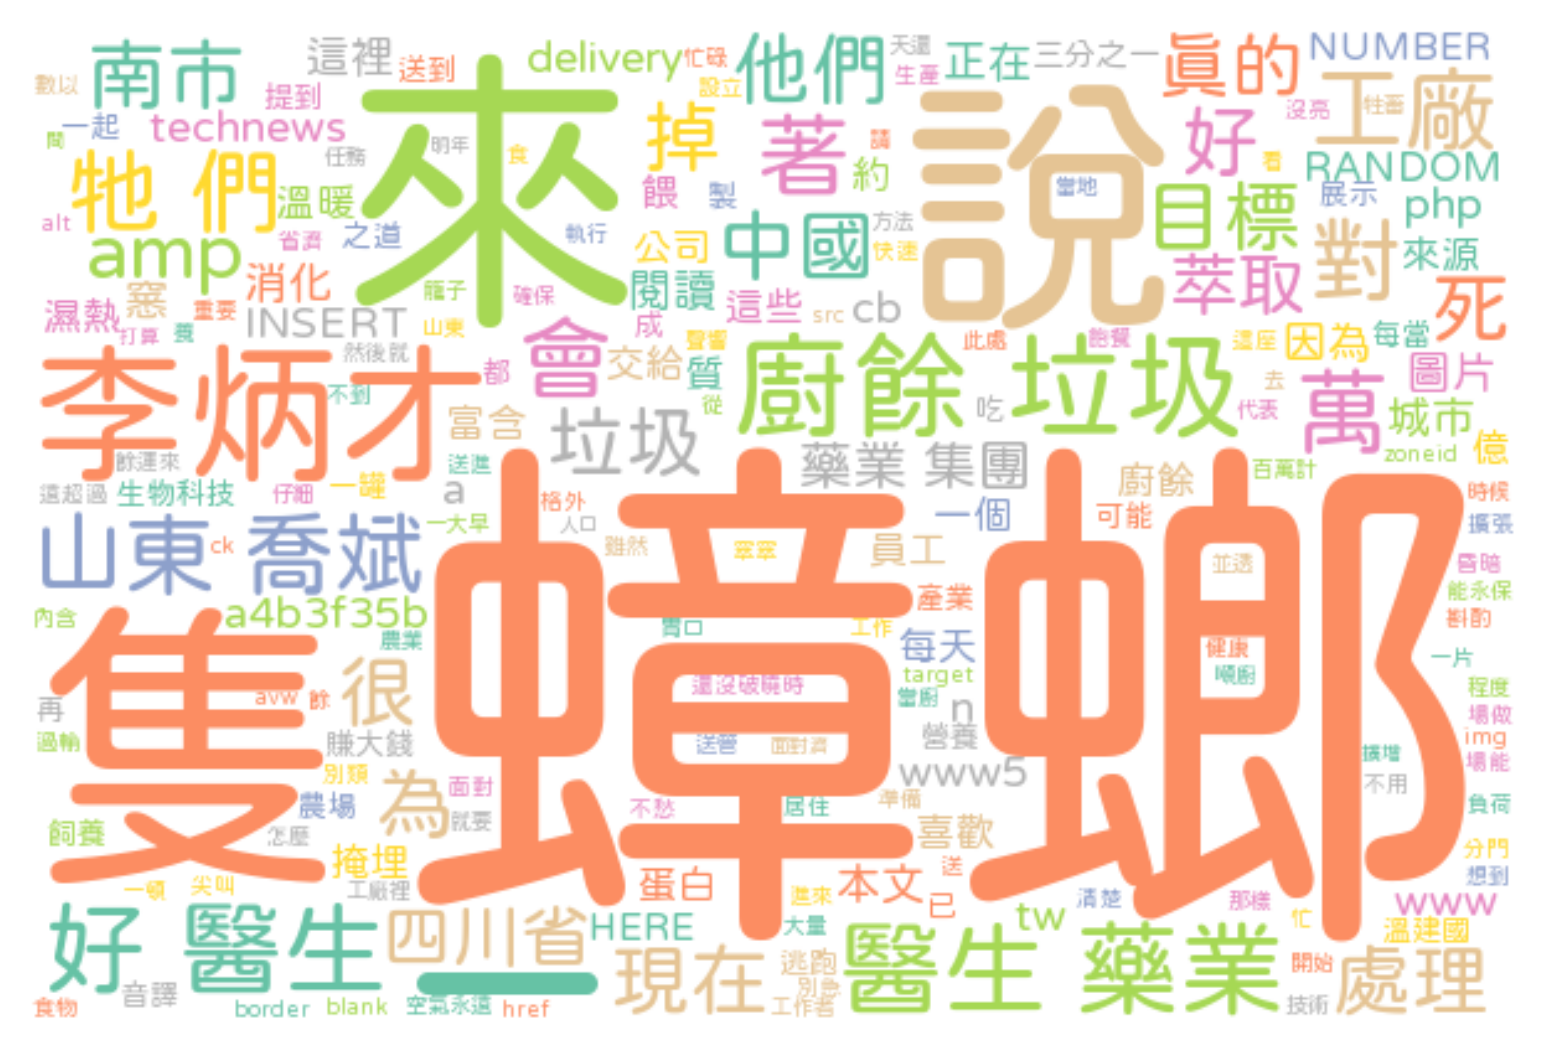 數以
南市
這裡
送到
delivery
忙碌
他們
天還
正在
三分之一
真的
NUMBER
提到
設立
生產
工廠
牲畜
沒亮
一起
technews
來
掉
著
說
好
間
牠們
任務
明年
食
請
看
RANDOM
溫暖
餵
製
約
當地
目標
展示
php
alt
amp
省濟
之道
執行
公司
中國
方法
快速
對
來源
消化
籠子
確保
閱讀
這些
src
cb
萃取
死
濕熱
窓
重要
打算
養
INSERT
山東
成
聲響
此處
飽餐
這座
因為
每當
李炳才
然後就
不到
都
會
交給
質
從
廚餘垃圾
吃
去
代表
萬
圖片
城市
億
富含
垃圾
藥業集團
zoneid
餘運來
送進
遠超過
生物科技
仔細
一罐
a
格外
人口
一個
廚餘
可能
百萬計
時候
擴張
山東
ck
喬斌
一大早
雖然
窣窣
員工
並透
昏暗
能永保
斟酌
內含
a4b3f35b
農業
蟑螂
產業
胃口
工作
每天
健康
順廚
一片
隻
很
還沒破曉時
target
當廚
程度
再
avw
餘
n
場做
過輸
賺大錢
送管
面對濟
營養
擴增
img
場能
別類
為
面對
www5
不用
農場
不愁
居住
準備
負荷
飼養
怎麼
就要
喜歡
掩埋
分門
想到
一頓
尖叫
工廠裡
蛋白
進來
本文
送
已
清楚
那樣
www
好醫生
四川省
HERE
大量
tw
忙
溫建國
現在
逃跑
別急
醫生藥業
開始
處理
食物
音譯
border
blank
空氣永遠
href
工作者
技術